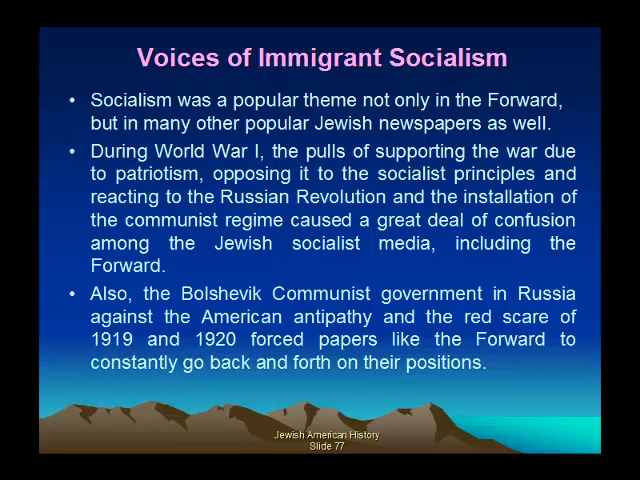 Voices of Immigrant Socialism
• Socialism was a popular theme not only in the Forward,
but in many other popular Jewish newspapers as well.
• During World War I, the pulls of supporting the war due
to patriotism, opposing it to the socialist principles and
reacting to the Russian Revolution and the installation of
the communist regime caused a great deal of confusion
among the Jewish socialist media, including the
Forward.
• Also, the Bolshevik Communist government in Russia
against the American antipathy and the red scare of
1919 and 1920 forced papers like the Forward to
constantly go back and forth on their positions.
Jewish American History
Slide 77